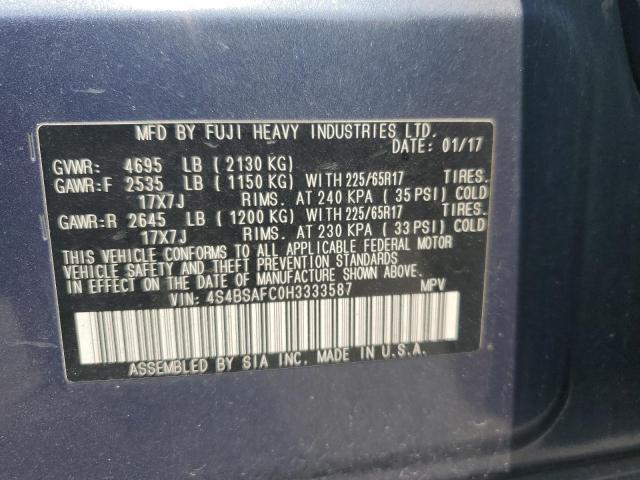 MFD BY FUJI HEAVY INDUSTRIES LTD.
DATE: 01/17
GVWR: 4695 LB (2130 KG)
GAWR:F 2535 LB (1150 KG) WITH 225/65R17 TIRES.
17X7J RIMS. AT 240 KPA (35 PSI) COLD
GAWR:R 2645 LB (1200 KG) WITH 225/65R17 TIRES.
17X7J RIMS. AT 230 KPA (33 PSI) COLD
THIS VEHICLE CONFORMS TO ALL APPLICABLE FEDERAL MOTOR
VEHICLE SAFETY AND THEFT PREVENTION STANDARDS
IN EFFECT ON THE DATE OF MANUFACTURE SHOWN ABOVE.
VIN: 4S4BSAFC0H3333587 MPV
ASSEMBLED BY SIA INC. MADE IN U.S.A.